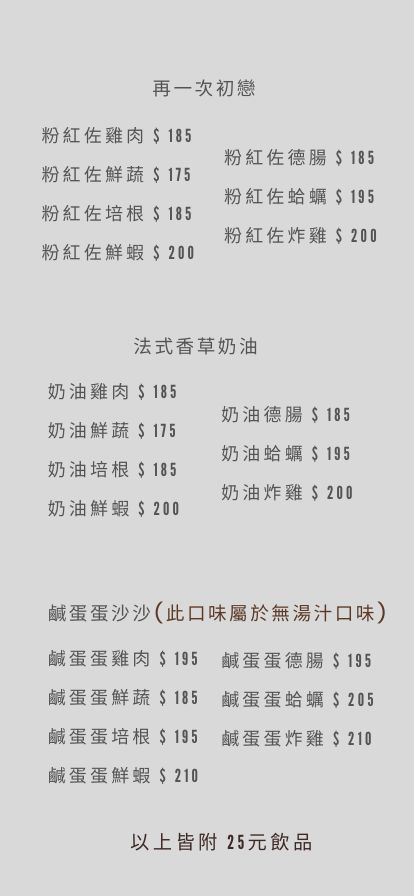 再一次初戀
粉紅佐雞肉 $ 185
粉紅佐鮮蔬 $ 175
粉紅佐培根 $ 185
粉紅佐鮮蝦 $ 200
粉紅佐德腸 $ 185
粉紅佐蛤蠣 $ 195
粉紅佐炸雞 $ 200
法式香草奶油
奶油雞肉 $ 185
奶油鮮蔬 $ 175
奶油培根 $ 185
奶油鮮蝦 $ 200
奶油德腸 $ 185
奶油蛤蠣 $ 195
奶油炸雞 $ 200
鹹蛋蛋沙沙(此口味屬於無湯汁口味)
鹹蛋蛋雞肉 $ 195
鹹蛋蛋鮮蔬 $ 185
鹹蛋蛋培根 $ 195
鹹蛋蛋鮮蝦 $ 210
鹹蛋蛋德腸 $ 195
鹹蛋蛋蛤蠣 $ 205
鹹蛋蛋炸雞 $ 210
以上皆附 25元飲品